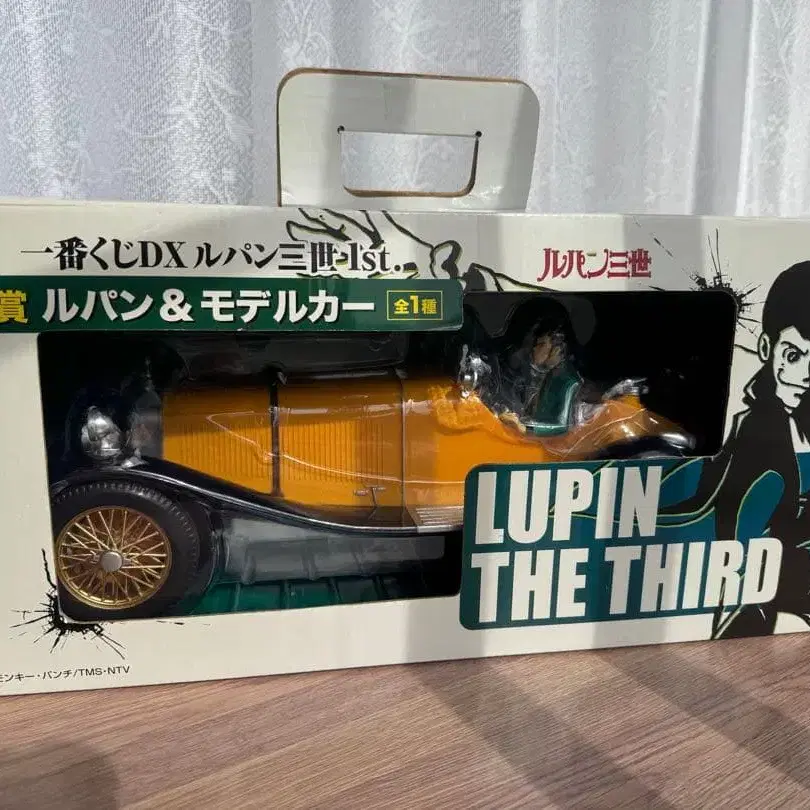 一番くじDX ルパン三世 1st.
ルパン三世
賞 ルパン&モデルカー 全1種
LUPIN
THE THIRD
モンキー・パンチ/TMS・NTV